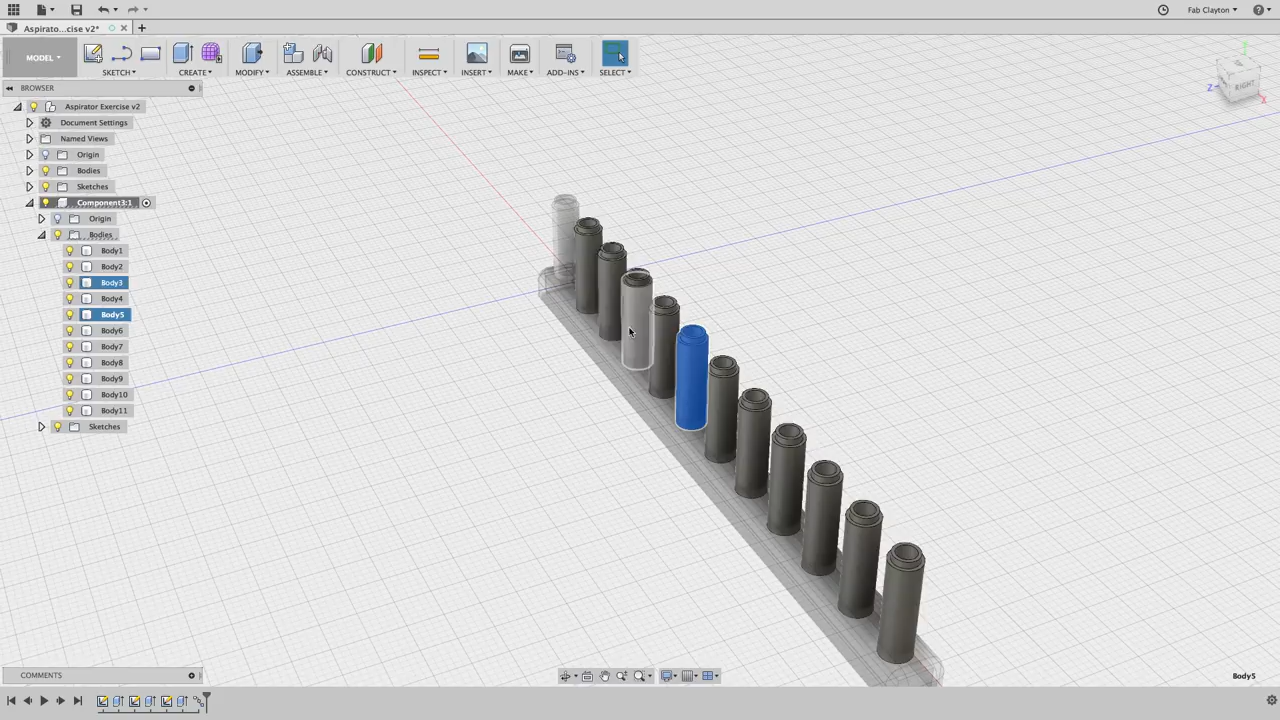 Fab Clayton
Aspirato...cise v2*
MODEL
SKETCH
CREATE
MODIFY
ASSEMBLE
CONSTRUCT
INSPECT
INSERT
MAKE
ADD-INS
SELECT
RIGHT
Z
X
BROWSER
Aspirator Exercise v2
Document Settings
Named Views
Origin
Bodies
Sketches
Component3:1
Origin
Bodies
Body1
Body2
Body3
Body4
Body5
Body6
Body7
Body8
Body9
Body10
Body11
Sketches
COMMENTS
Body5